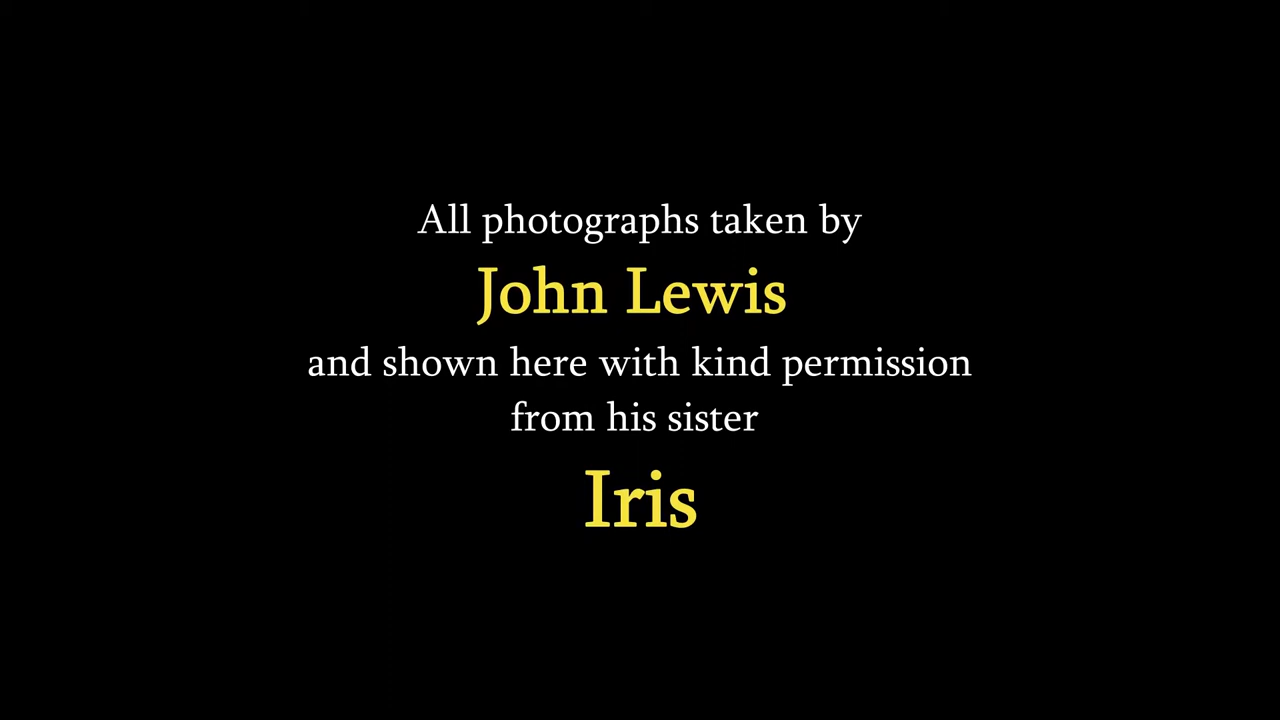 All photographs taken by
John Lewis
and shown here with kind permission
from his sister
Iris